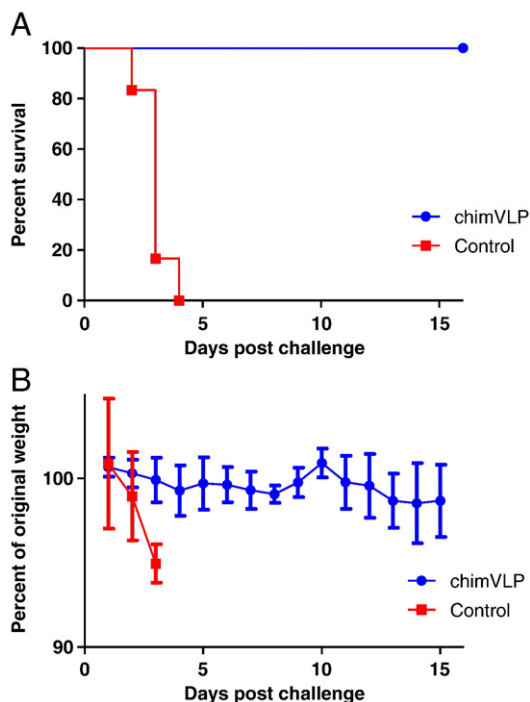 A
Percent survival
100
80
60
40
20
0
chimVLP
Control
0 5 10 15
Days post challenge
B
Percent of original weight
100
90
chimVLP
Control
0 5 10 15
Days post challenge